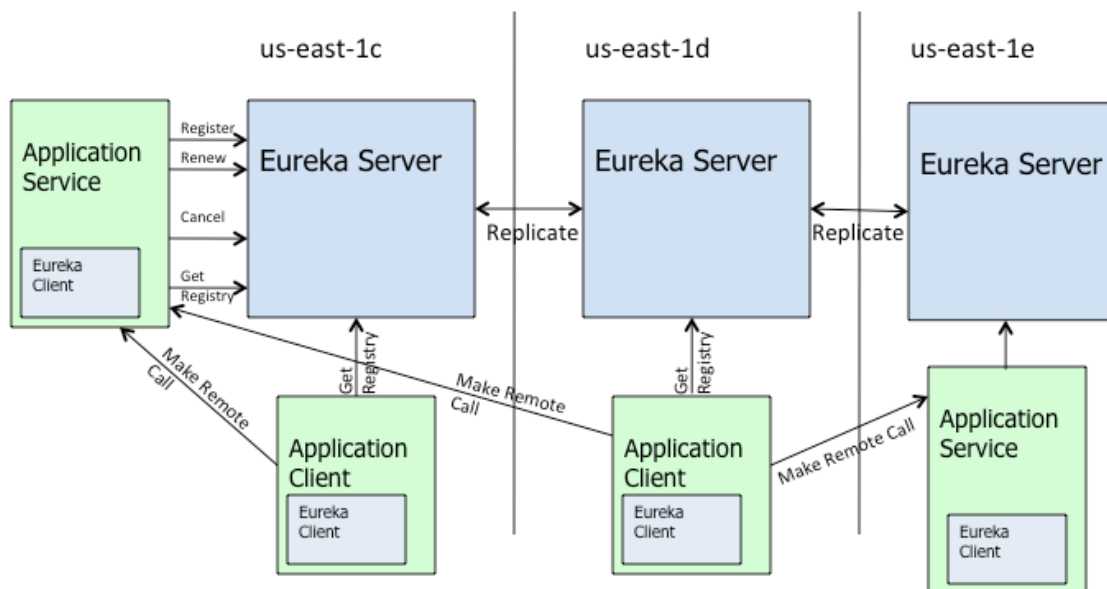 us-east-1c
us-east-1d
us-east-1e
Application
Service
Eureka
Client
Register
Renew
Cancel
Get
Registry
Eureka Server
Replicate
Eureka Server
Replicate
Eureka Server
Make Remote
Call
Get
Registry
Make Remote
Call
Get
Registry
Make Remote Call
Application
Client
Eureka
Client
Application
Client
Eureka
Client
Application
Service
Eureka
Client